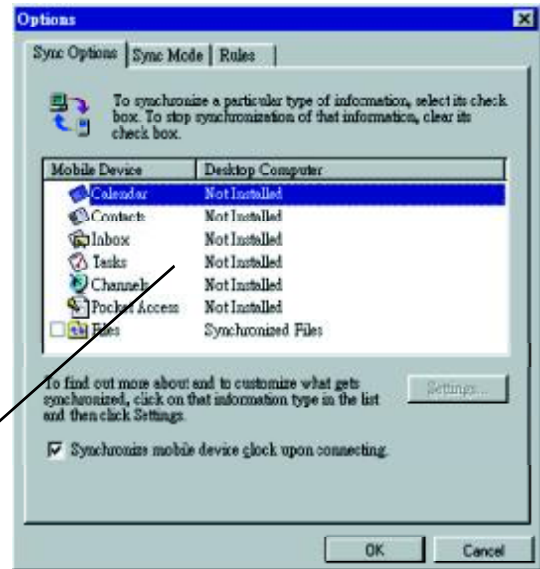 Options
Sync Options Sync Mode Rules
To synchronize a particular type of information, select its check
box. To stop synchronization of that information, clear its
check box.
Mobile Device Desktop Computer
Calendar Not Installed
Contacts Not Installed
Inbox Not Installed
Tasks Not Installed
Channels Not Installed
Pocket Access Not Installed
Files Synchronized Files
To find out more about and to customize what gets
synchronized, click on that information type in the list
and then click Settings.
Settings...
Synchronize mobile device clock upon connecting.
OK Cancel